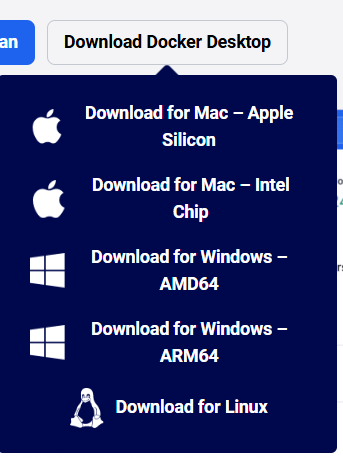 an
Download Docker Desktop
Download for Mac – Apple
Silicon
Download for Mac – Intel
Chip
Download for Windows –
AMD64
Download for Windows –
ARM64
Download for Linux